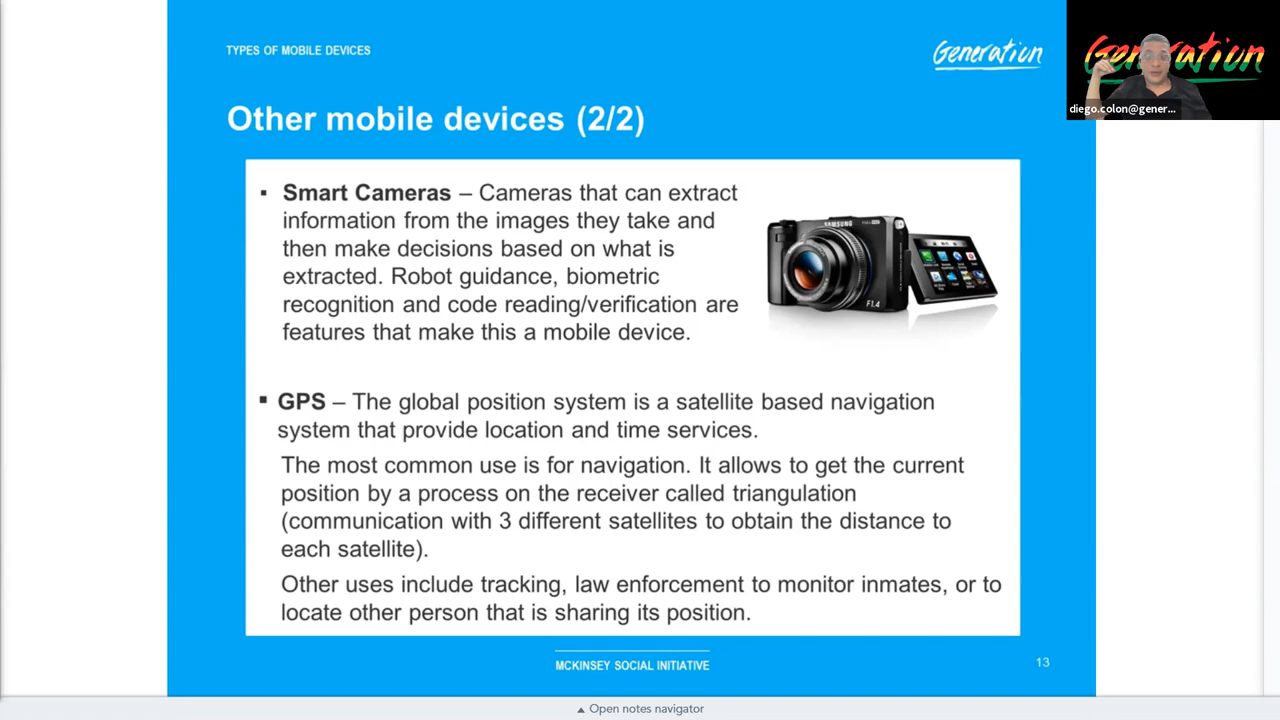 TYPES OF MOBILE DEVICES
Generation
Generation
diego.colon@gener...
Other mobile devices (2/2)
▪ Smart Cameras – Cameras that can extract
information from the images they take and
then make decisions based on what is
extracted. Robot guidance, biometric
recognition and code reading/verification are
features that make this a mobile device.
SAMSUNG
F1.4
▪ GPS – The global position system is a satellite based navigation
system that provide location and time services.
The most common use is for navigation. It allows to get the current
position by a process on the receiver called triangulation
(communication with 3 different satellites to obtain the distance to
each satellite).
Other uses include tracking, law enforcement to monitor inmates, or to
locate other person that is sharing its position.
MCKINSEY SOCIAL INITIATIVE
13
▲ Open notes navigator